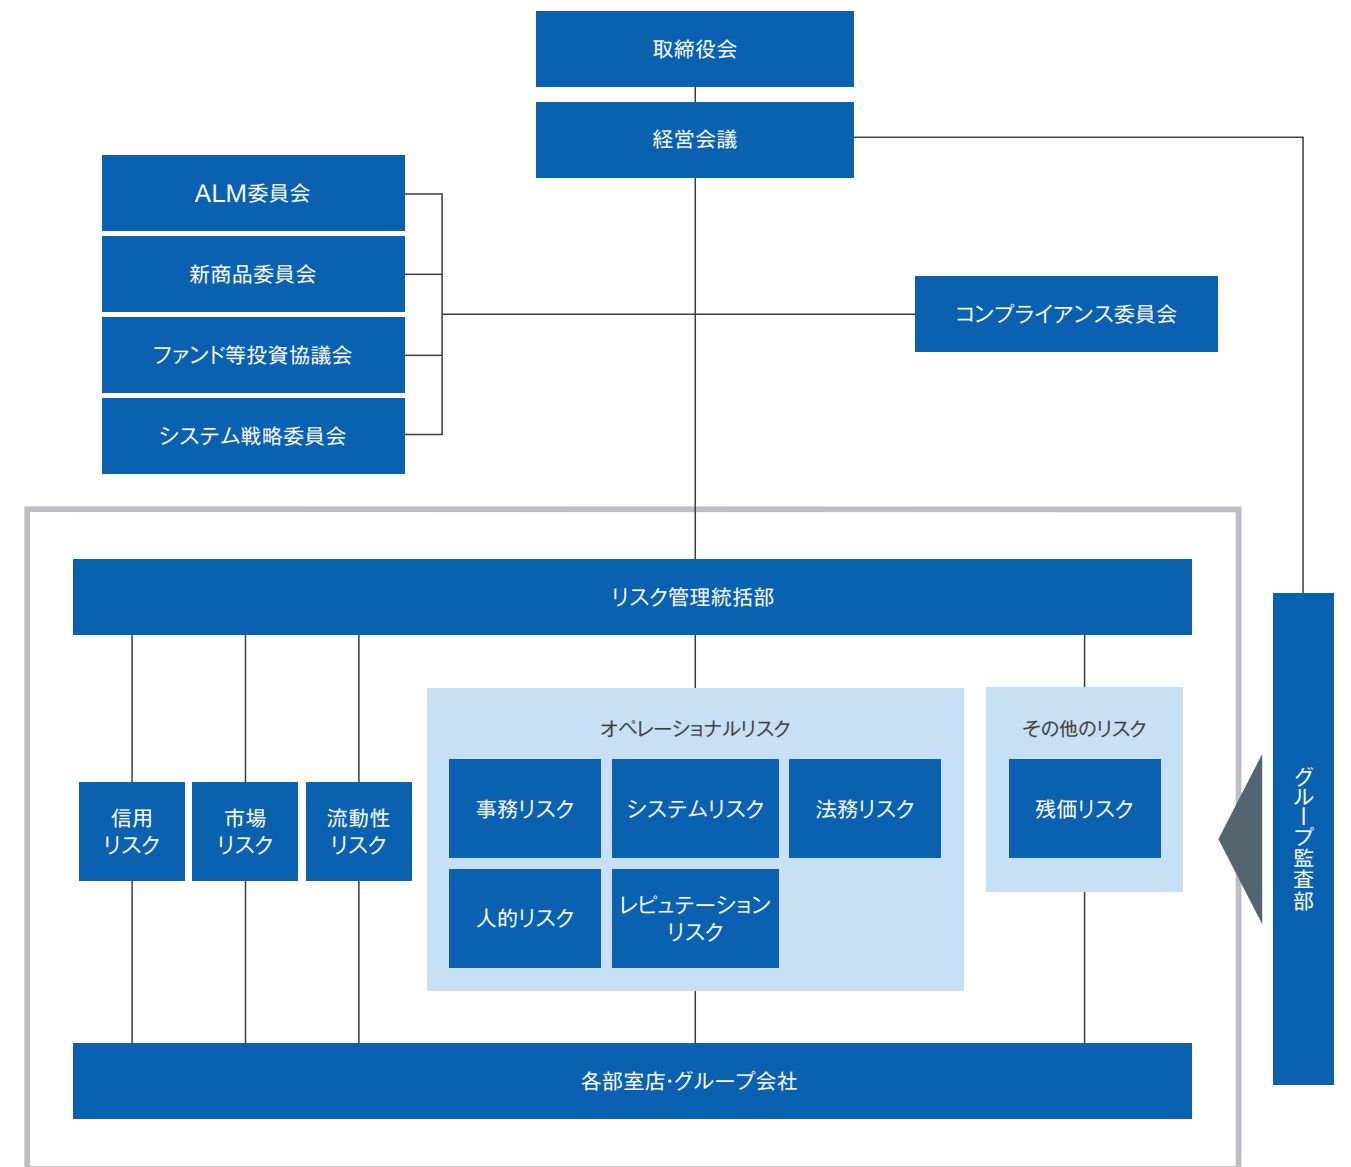 取締役会
経営会議
ALM委員会
新商品委員会
ファンド等投資協議会
システム戦略委員会
コンプライアンス委員会
リスク管理統括部
信用
リスク
市場
リスク
流動性
リスク
オペレーショナルリスク
事務リスク
システムリスク
法務リスク
人的リスク
レピュテーション
リスク
その他のリスク
残価リスク
グループ監査部
各部室店・グループ会社